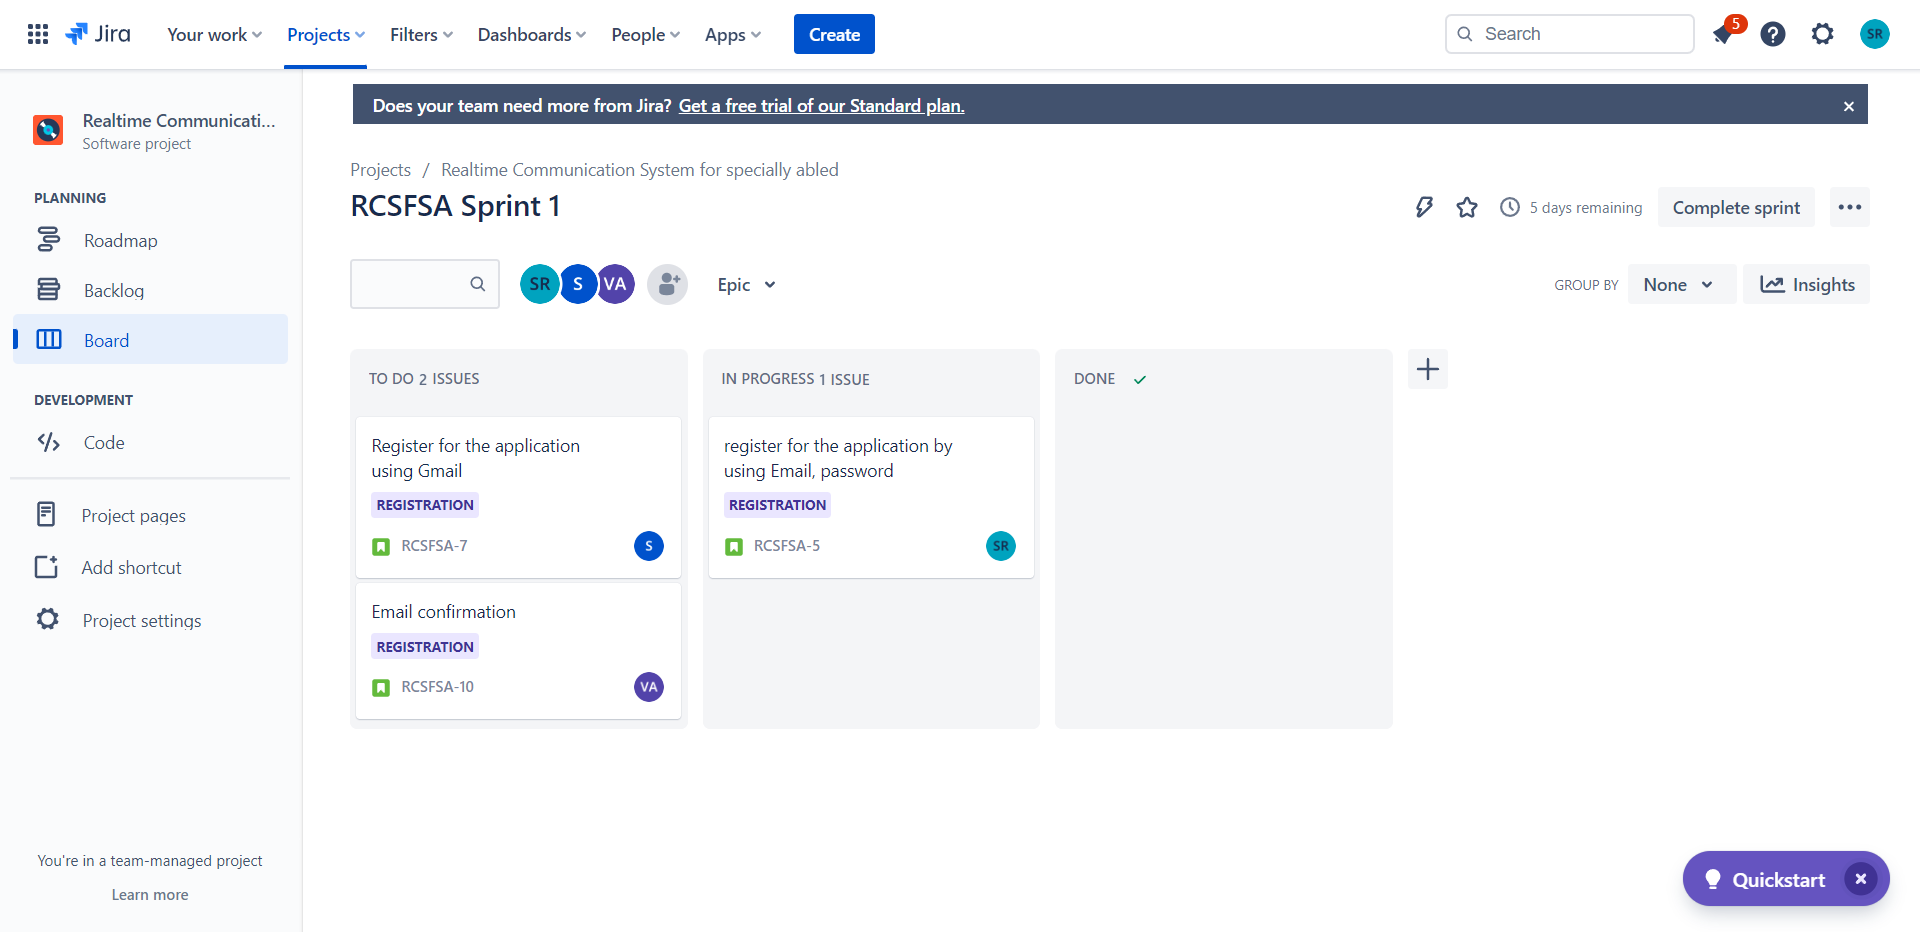 Jira
Your work
Projects
Filters
Dashboards
People
Apps
Create
Search
5
SR
Realtime Communicati...
Software project
PLANNING
Roadmap
Backlog
Board
DEVELOPMENT
Code
Project pages
Add shortcut
Project settings
You're in a team-managed project
Learn more
Does your team need more from Jira? Get a free trial of our Standard plan.
Projects / Realtime Communication System for specially abled
RCSFSA Sprint 1
5 days remaining
Complete sprint
SR
S
VA
Epic
GROUP BY
None
Insights
TO DO 2 ISSUES
Register for the application
using Gmail
REGISTRATION
RCSFSA-7
S
Email confirmation
REGISTRATION
RCSFSA-10
VA
IN PROGRESS 1 ISSUE
register for the application by
using Email, password
REGISTRATION
RCSFSA-5
SR
DONE
Quickstart